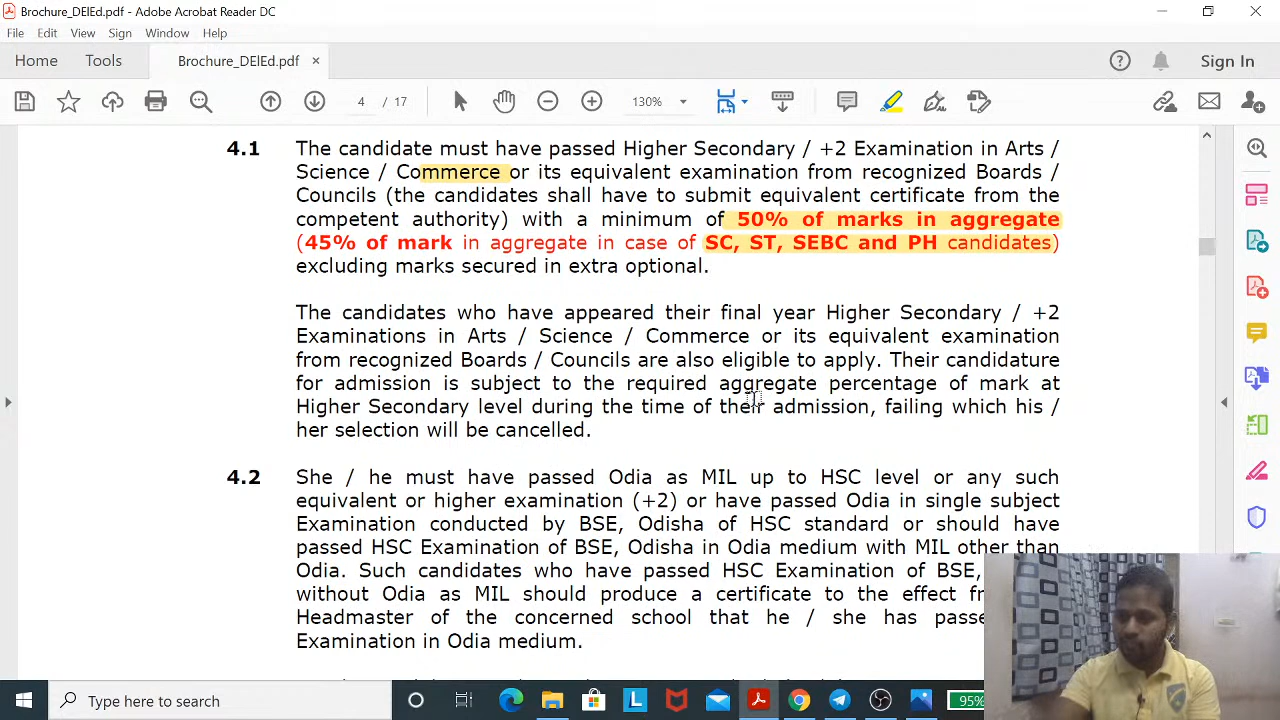 Brochure_DElEd.pdf - Adobe Acrobat Reader DC
File Edit View Sign Window Help
Home Tools Brochure_DElEd.pdf × Sign In
4 / 17 130%
4.1 The candidate must have passed Higher Secondary / +2 Examination in Arts /
Science / Commerce or its equivalent examination from recognized Boards /
Councils (the candidates shall have to submit equivalent certificate from the
competent authority) with a minimum of 50% of marks in aggregate
(45% of mark in aggregate in case of SC, ST, SEBC and PH candidates)
excluding marks secured in extra optional.
The candidates who have appeared their final year Higher Secondary / +2
Examinations in Arts / Science / Commerce or its equivalent examination
from recognized Boards / Councils are also eligible to apply. Their candidature
for admission is subject to the required aggregate percentage of mark at
Higher Secondary level during the time of their admission, failing which his /
her selection will be cancelled.
4.2 She / he must have passed Odia as MIL up to HSC level or any such
equivalent or higher examination (+2) or have passed Odia in single subject
Examination conducted by BSE, Odisha of HSC standard or should have
passed HSC Examination of BSE, Odisha in Odia medium with MIL other than
Odia. Such candidates who have passed HSC Examination of BSE,
without Odia as MIL should produce a certificate to the effect
Headmaster of the concerned school that he / she has
Examination in Odia medium.
Type here to search
95%